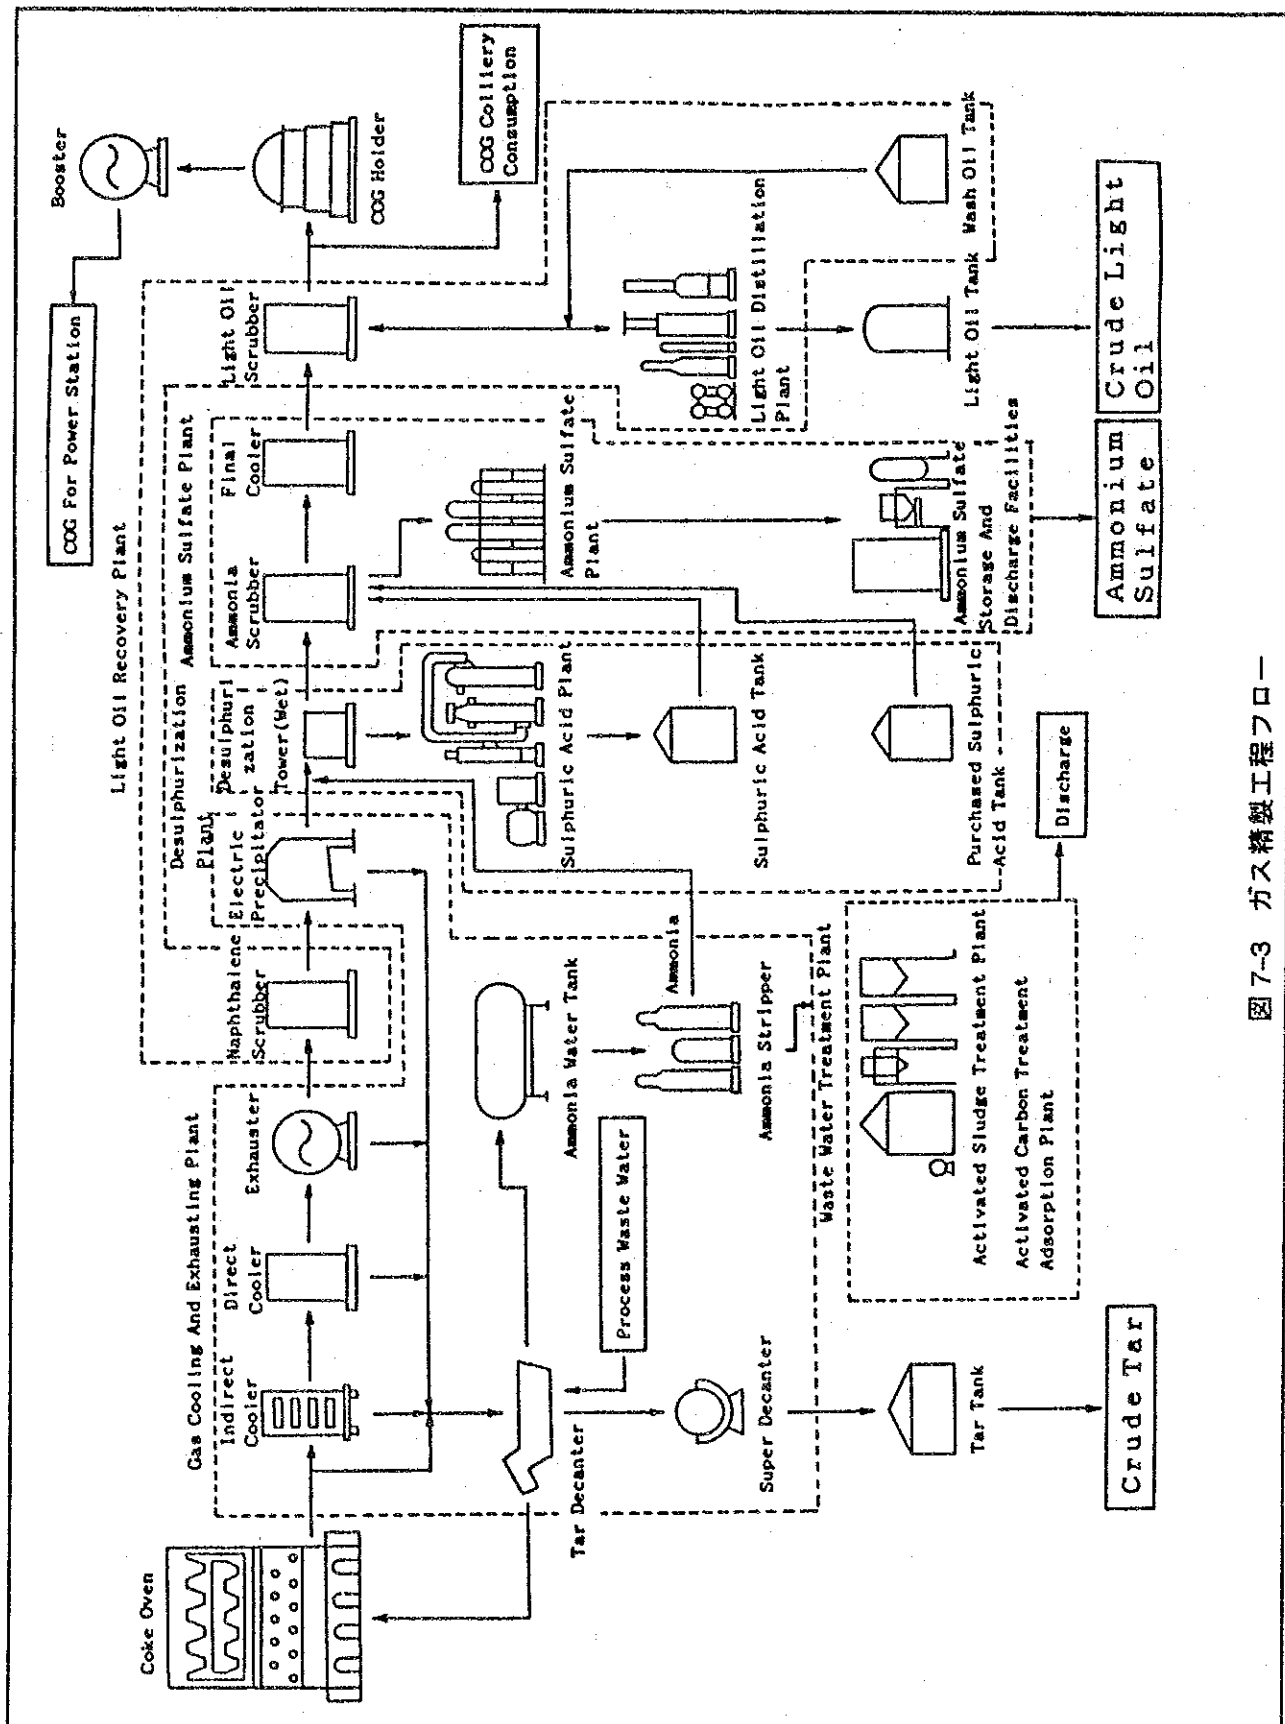 Light Oil Recovery Plant
COG For Power Station
Booster
COG Holder
COG Colliery
Consumption
Desulphurization
Plant
Ammonium Sulfate Plant
Gas Cooling And Exhausting Plant
Coke Oven
Indirect
Cooler
Direct
Cooler
Exhauster
Naphthalene
Scrubber
Electric
Precipitator
Desulphuri
zation
Tower(Wet)
Ammonia
Scrubber
Final
Cooler
Light Oil
Scrubber
Tar Decanter
Process Waste Water
Ammonia Water Tank
Ammonia
Sulphuric Acid Plant
Ammonium Sulfate
Plant
Super Decanter
Ammonia Stripper
Sulphuric Acid Tank
Light Oil Distillation
Plant
Waste Water Treatment Plant
Tar Tank
Activated Sludge Treatment Plant
Activated Carbon Treatment
Adsorption Plant
Purchased Sulphuric
Acid Tank
Discharge
Ammonium Sulfate
Storage And
Discharge Facilities
Light Oil Tank
Wash Oil Tank
Crude Tar
Ammonium
Sulfate
Crude Light
Oil
図 7-3 ガス精製工程フロー